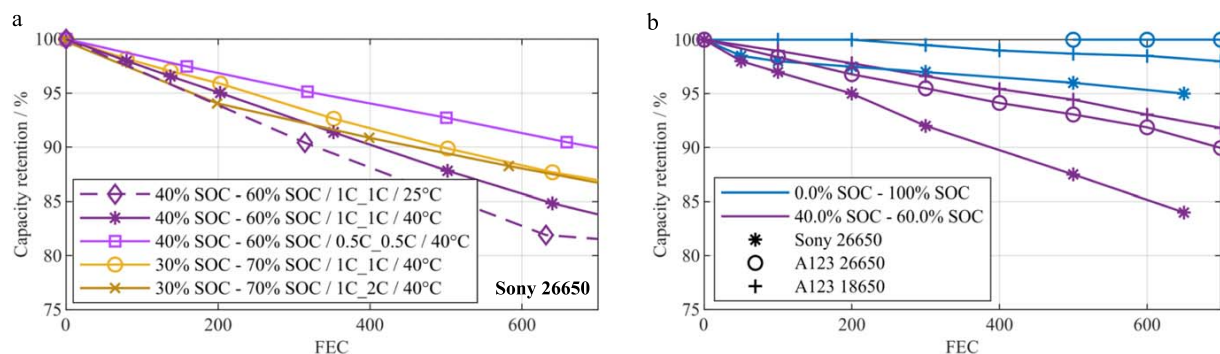 a
Capacity retention / %
100
95
90
85
80
75
0
200
400
600
FEC
40% SOC - 60% SOC / 1C_1C / 25°C
40% SOC - 60% SOC / 1C_1C / 40°C
40% SOC - 60% SOC / 0.5C_0.5C / 40°C
30% SOC - 70% SOC / 1C_1C / 40°C
30% SOC - 70% SOC / 1C_2C / 40°C
Sony 26650
b
Capacity retention / %
100
95
90
85
80
75
0
200
400
600
FEC
0.0% SOC - 100% SOC
40.0% SOC - 60.0% SOC
Sony 26650
A123 26650
A123 18650